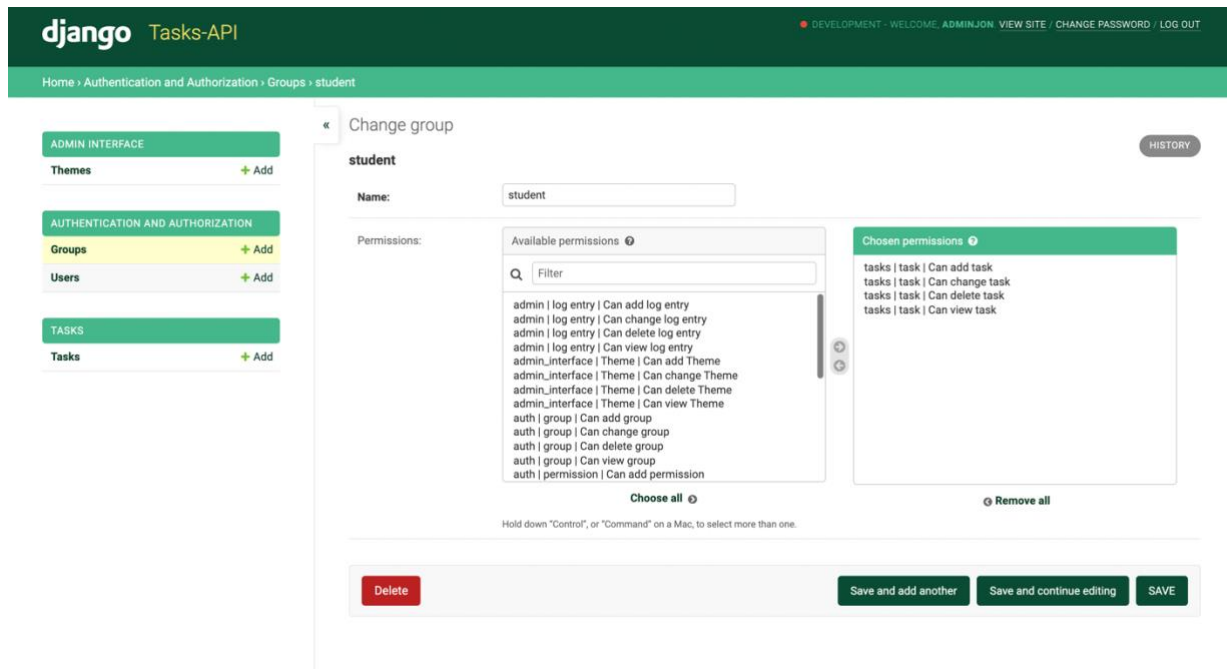 django Tasks-API
DEVELOPMENT - WELCOME, ADMINJON. VIEW SITE / CHANGE PASSWORD / LOG OUT
Home › Authentication and Authorization › Groups › student
ADMIN INTERFACE
Themes + Add
AUTHENTICATION AND AUTHORIZATION
Groups + Add
Users + Add
TASKS
Tasks + Add
«
Change group
HISTORY
student
Name: student
Permissions:
Available permissions ?
Filter
admin | log entry | Can add log entry
admin | log entry | Can change log entry
admin | log entry | Can delete log entry
admin | log entry | Can view log entry
admin_interface | Theme | Can add Theme
admin_interface | Theme | Can change Theme
admin_interface | Theme | Can delete Theme
admin_interface | Theme | Can view Theme
auth | group | Can add group
auth | group | Can change group
auth | group | Can delete group
auth | group | Can view group
auth | permission | Can add permission
Choose all
Hold down "Control", or "Command" on a Mac, to select more than one.
Chosen permissions ?
tasks | task | Can add task
tasks | task | Can change task
tasks | task | Can delete task
tasks | task | Can view task
Remove all
Delete Save and add another Save and continue editing SAVE